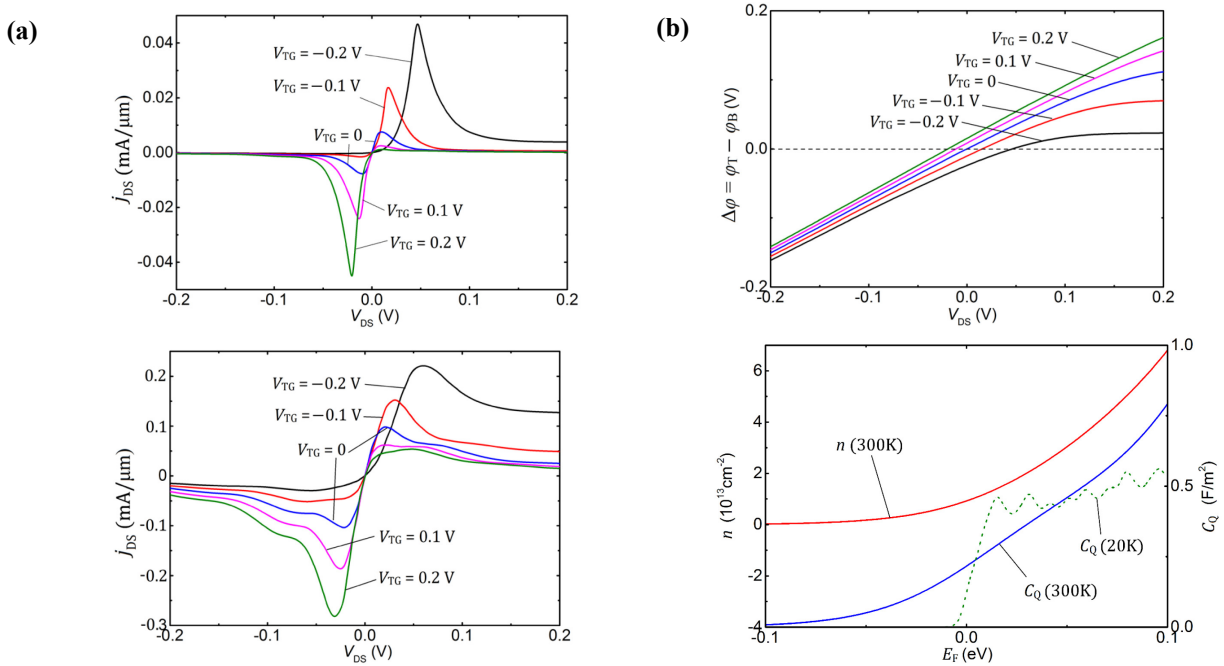 (a)
0.04
0.02
0.00
-0.02
-0.04
j_DS (mA/μm)
V_TG = −0.2 V
V_TG = −0.1 V
V_TG = 0
V_TG = 0.1 V
V_TG = 0.2 V
-0.2 -0.1 0.0 0.1 0.2
V_DS (V)
0.2
0.1
0
-0.1
-0.2
-0.3
j_DS (mA/μm)
V_TG = −0.2 V
V_TG = −0.1 V
V_TG = 0
V_TG = 0.1 V
V_TG = 0.2 V
-0.2 -0.1 0.0 0.1 0.2
V_DS (V)
(b)
0.2
0.0
-0.2
Δφ = φ_T − φ_B (V)
V_TG = 0.2 V
V_TG = 0.1 V
V_TG = 0
V_TG = −0.1 V
V_TG = −0.2 V
-0.2 -0.1 0.0 0.1 0.2
V_DS (V)
6
4
2
0
-2
-4
n (10^13 cm^-2)
n (300K)
C_Q (20K)
C_Q (300K)
1.0
0.5
0.0
C_Q (F/m^2)
-0.1 0.0 0.1
E_F (eV)